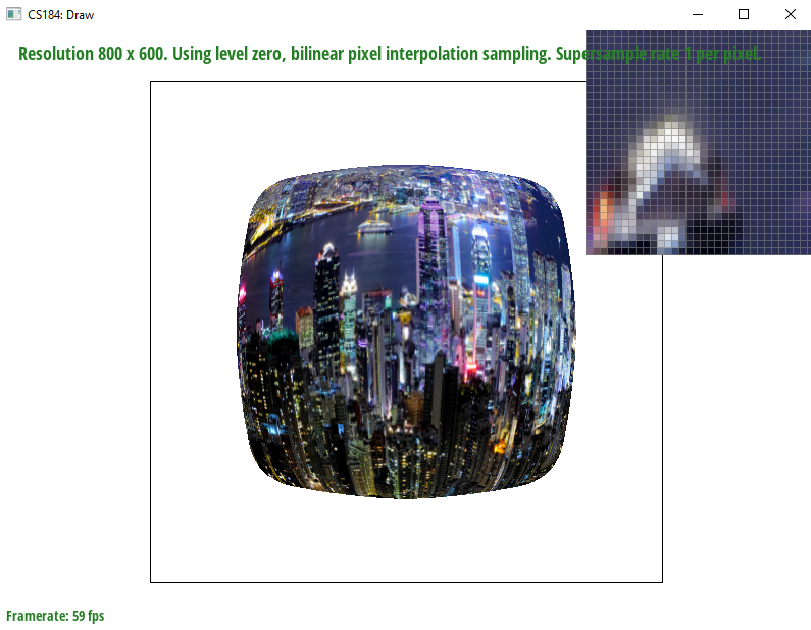 CS184: Draw
Resolution 800 x 600. Using level zero, bilinear pixel interpolation sampling. Supersample rate 1 per pixel.
Framerate: 59 fps